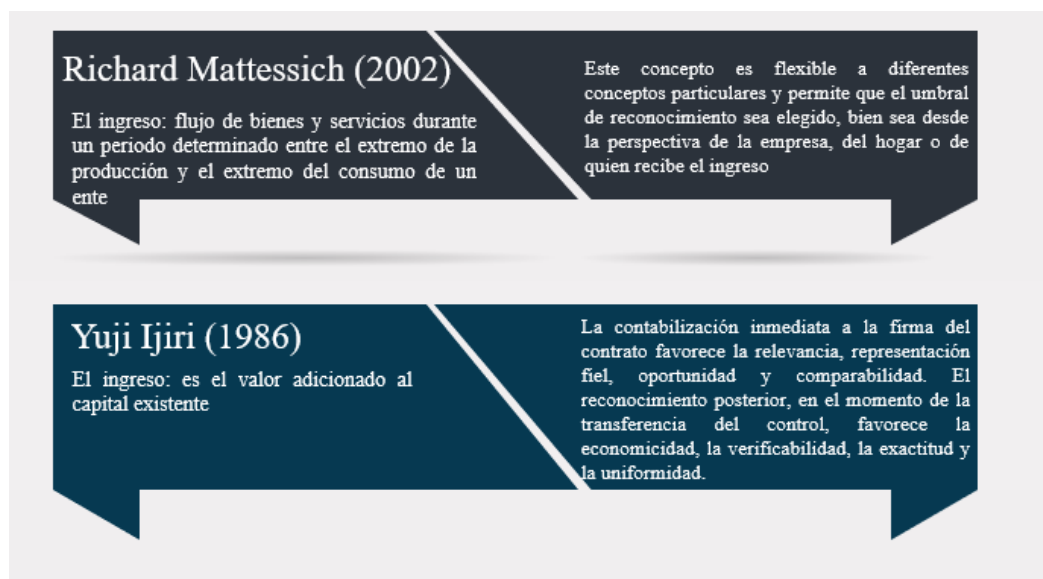 Richard Mattessich (2002)
El ingreso: flujo de bienes y servicios durante
un periodo determinado entre el extremo de la
producción y el extremo del consumo de un
ente
Este concepto es flexible a diferentes
conceptos particulares y permite que el umbral
de reconocimiento sea elegido, bien sea desde
la perspectiva de la empresa, del hogar o de
quien recibe el ingreso
Yuji Ijiri (1986)
El ingreso: es el valor adicionado al
capital existente
La contabilización inmediata a la firma del
contrato favorece la relevancia, representación
fiel, oportunidad y comparabilidad. El
reconocimiento posterior, en el momento de la
transferencia del control, favorece la
economicidad, la verificabilidad, la exactitud y
la uniformidad.